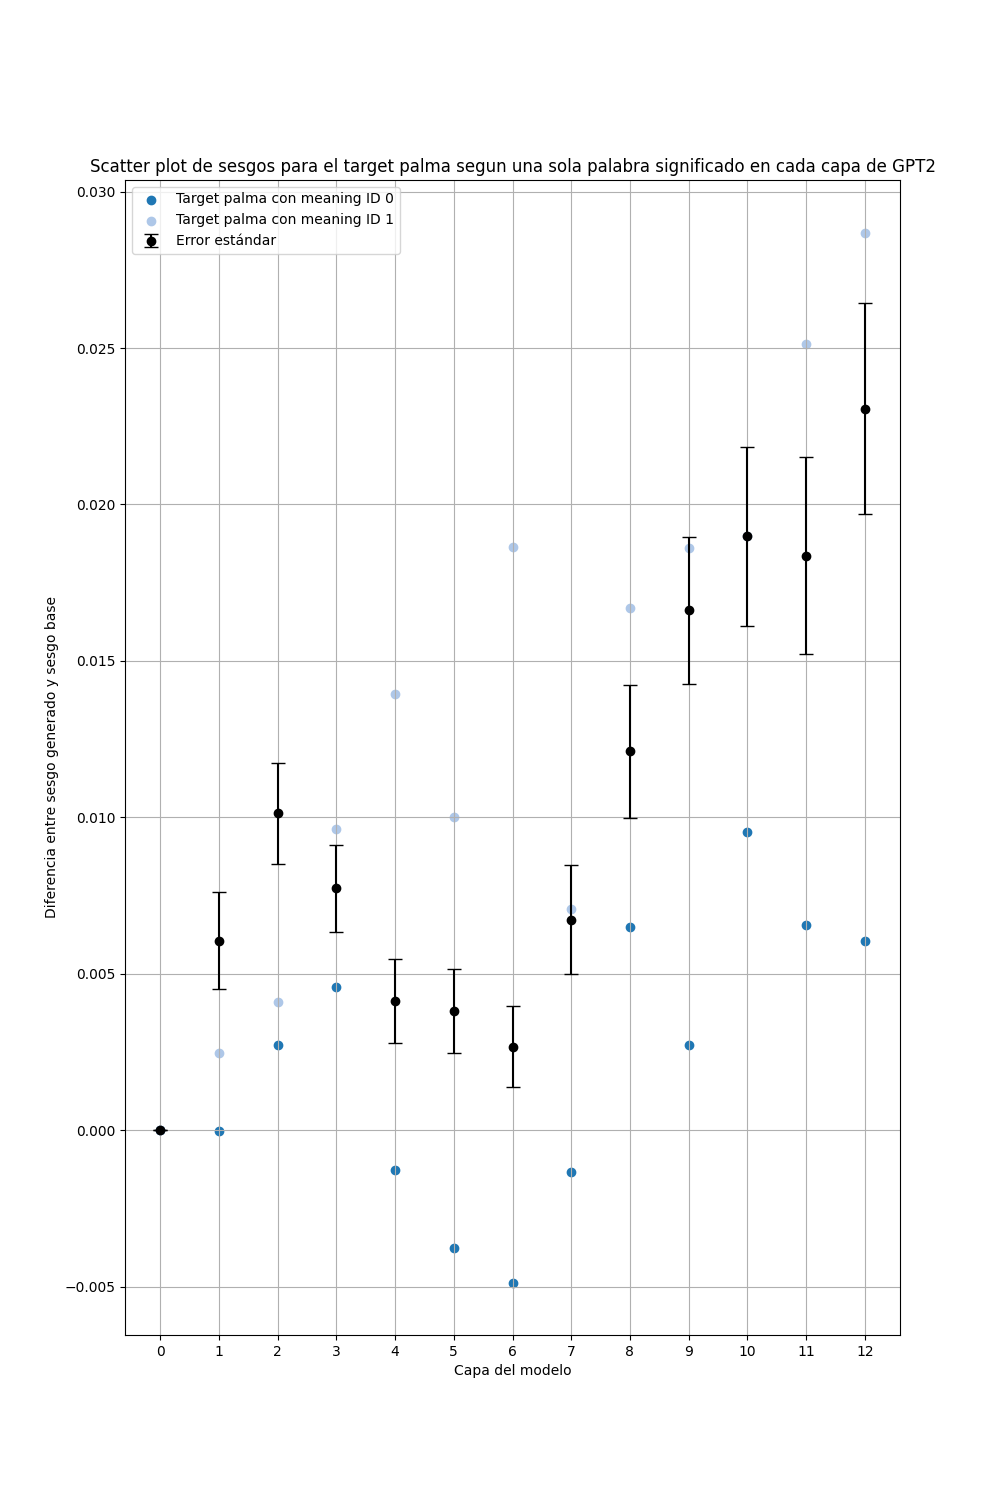 Scatter plot de sesgos para el target palma segun una sola palabra significado en cada capa de GPT2
Target palma con meaning ID 0
Target palma con meaning ID 1
Error estándar
0.030
0.025
0.020
0.015
0.010
0.005
0.000
−0.005
Diferencia entre sesgo generado y sesgo base
0 1 2 3 4 5 6 7 8 9 10 11 12
Capa del modelo